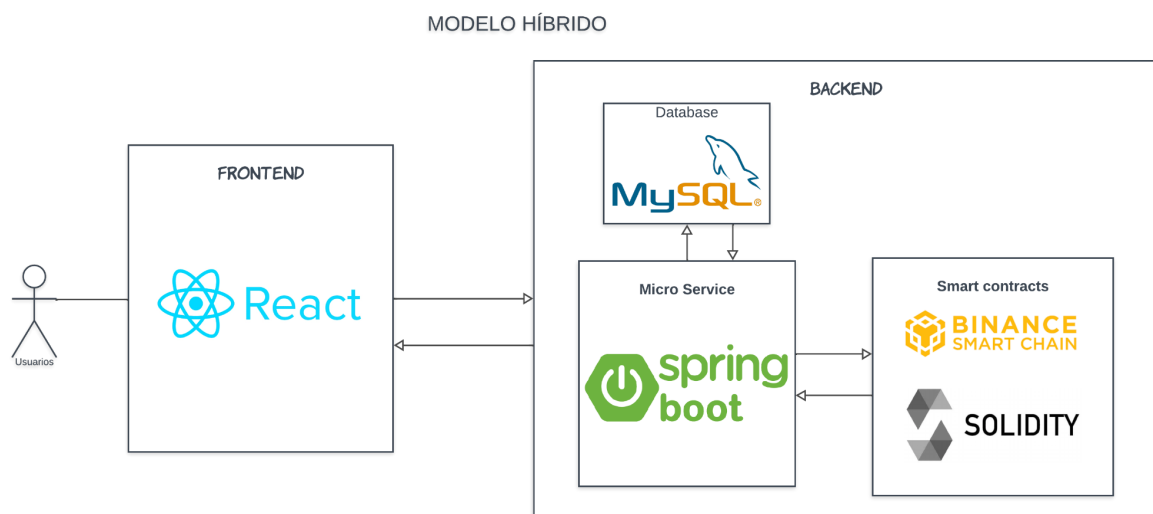 MODELO HÍBRIDO
BACKEND
Database
MySQL®
FRONTEND
React
Usuarios
Micro Service
spring
boot
Smart contracts
BINANCE
SMART CHAIN
SOLIDITY